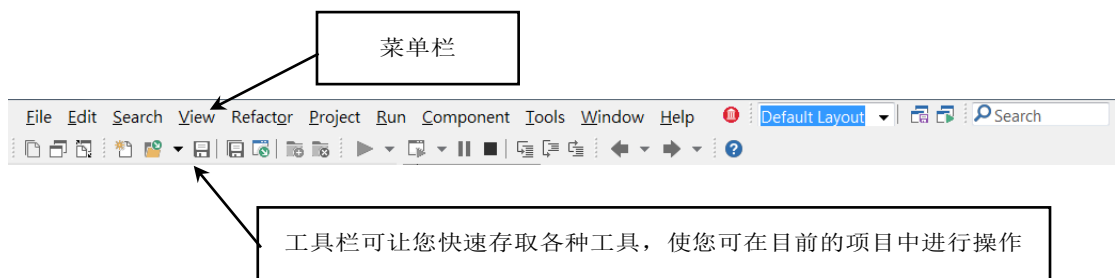 菜单栏
File Edit Search View Refactor Project Run Component Tools Window Help Default Layout Search
工具栏可让您快速存取各种工具，使您可在目前的项目中进行操作